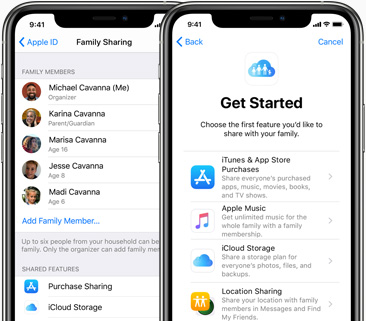 9:41
Apple ID
Family Sharing
FAMILY MEMBERS
Michael Cavanna (Me)
Organizer
Karina Cavanna
Parent/Guardian
Marisa Cavanna
Age 16
Jesse Cavanna
Age 8
Madi Cavanna
Age 6
Add Family Member...
Up to six people from your household can be
family. Only the organizer can add family mem
SHARED FEATURES
Purchase Sharing
iCloud Storage
9:41
Back
Cancel
Get Started
Choose the first feature you'd like to
share with your family.
iTunes & App Store
Purchases
Share everyone's purchased
apps, music, movies, books,
and TV shows.
Apple Music
Get unlimited music for the
whole family with a family
membership.
iCloud Storage
Share a storage plan for
everyone's photos, files, and
backups.
Location Sharing
Share your location with family
members in Messages and Find
My Friends.